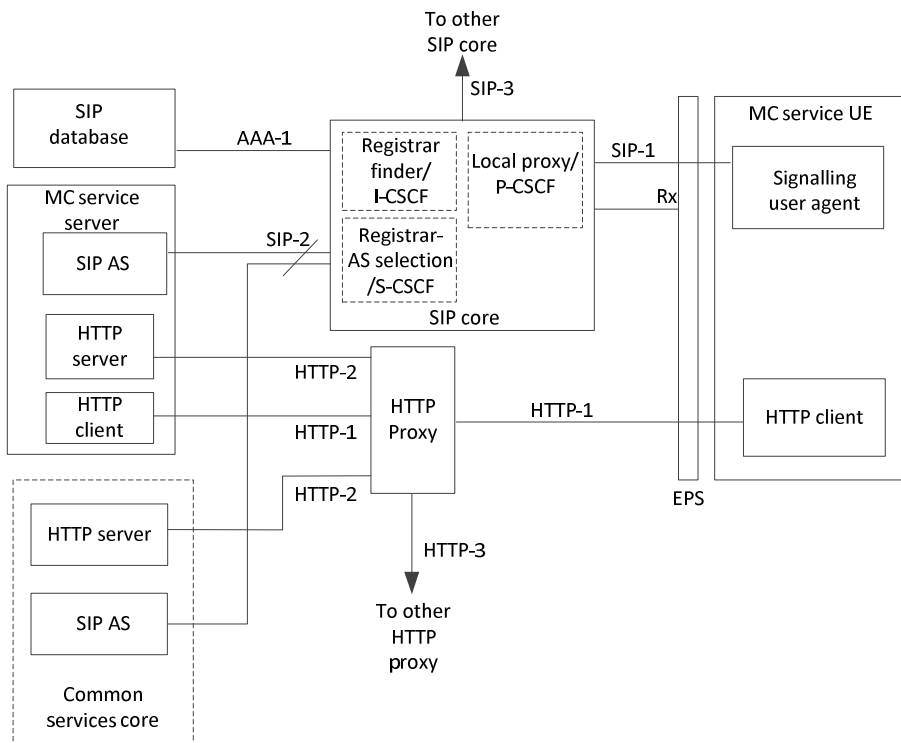 To other
SIP core
SIP-3
SIP
database
AAA-1
Registrar
finder/
I-CSCF
Local proxy/
P-CSCF
Registrar-
AS selection
/S-CSCF
SIP core
SIP-1
Rx
MC service UE
Signalling
user agent
MC service
server
SIP AS
SIP-2
HTTP
server
HTTP-2
HTTP
client
HTTP-1
HTTP
Proxy
HTTP-1
HTTP client
EPS
HTTP-2
HTTP server
HTTP-3
SIP AS
To other
HTTP
proxy
Common
services core